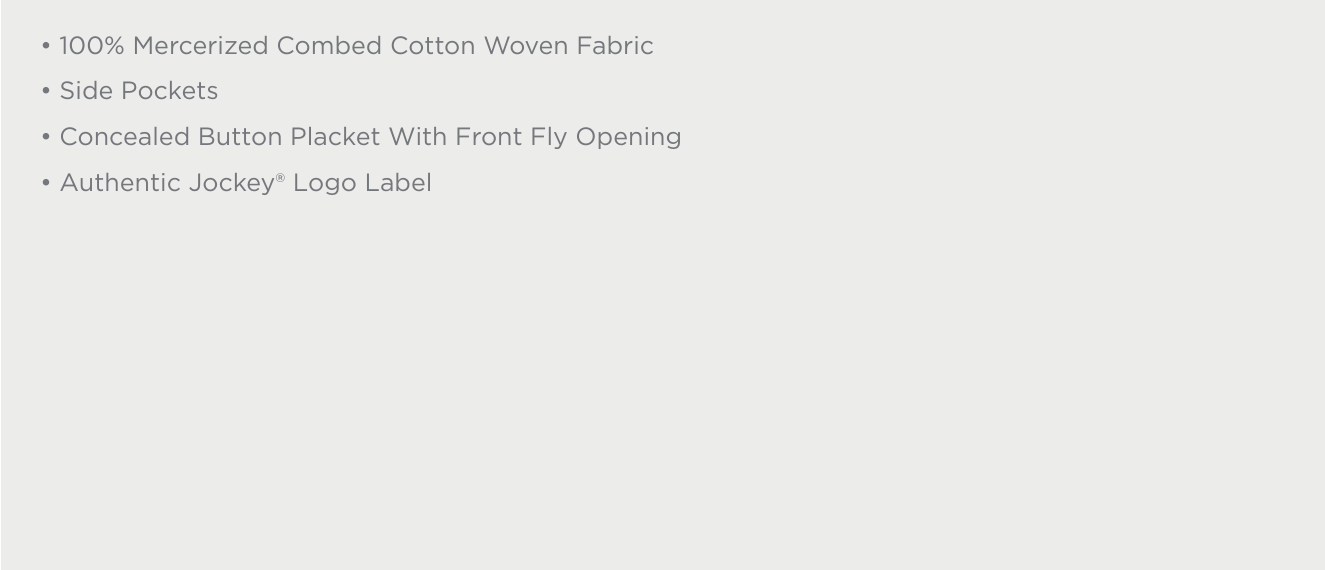 • 100% Mercerized Combed Cotton Woven Fabric
• Side Pockets
• Concealed Button Placket With Front Fly Opening
• Authentic Jockey® Logo Label